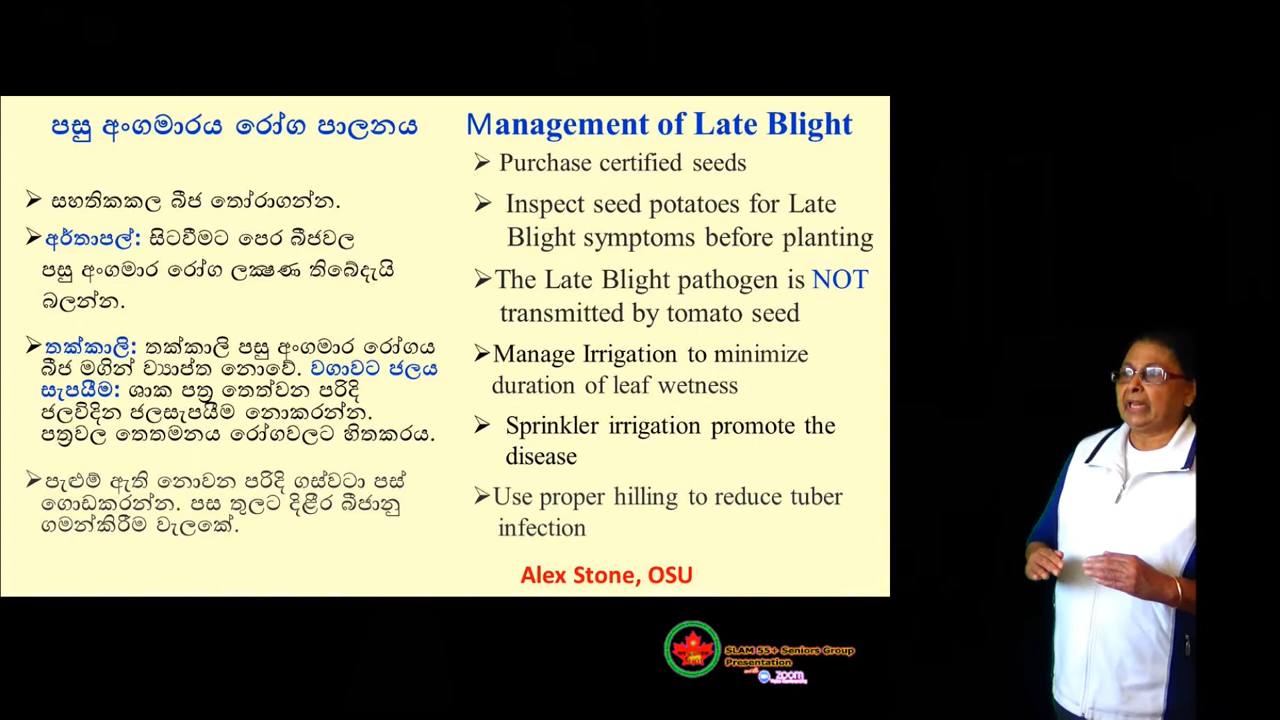 පසු අංගමාරය රෝග පාලනය
➢ සහතිකකල බීජ තෝරාගන්න.
➢අර්තාපල්: සිටවීමට පෙර බීජවල
පසු අංගමාර රෝග ලක්‍ෂණ තිබේදැයි
බලන්න.
➢තක්කාලි: තක්කාලි පසු අංගමාර රෝගය
බීජ මගින් ව්‍යාප්ත නොවේ. වගාවට ජලය
සැපයීම: ශාක පත්‍ර තෙත්වන පරිදි
ජලවිදින ජලසැපයීම නොකරන්න.
පත්‍රවල තෙතමනය රෝගවලට හිතකරය.
➢පැළුම් ඇති නොවන පරිදි ගස්වටා පස්
ගොඩකරන්න. පස තුලට දිළීර බීජානු
ගමන්කිරීම වැලකේ.
Management of Late Blight
➢ Purchase certified seeds
➢ Inspect seed potatoes for Late
Blight symptoms before planting
➢The Late Blight pathogen is NOT
transmitted by tomato seed
➢Manage Irrigation to minimize
duration of leaf wetness
➢ Sprinkler irrigation promote the
disease
➢Use proper hilling to reduce tuber
infection
Alex Stone, OSU
SLAM 55+ Seniors Group
Presentation
zoom